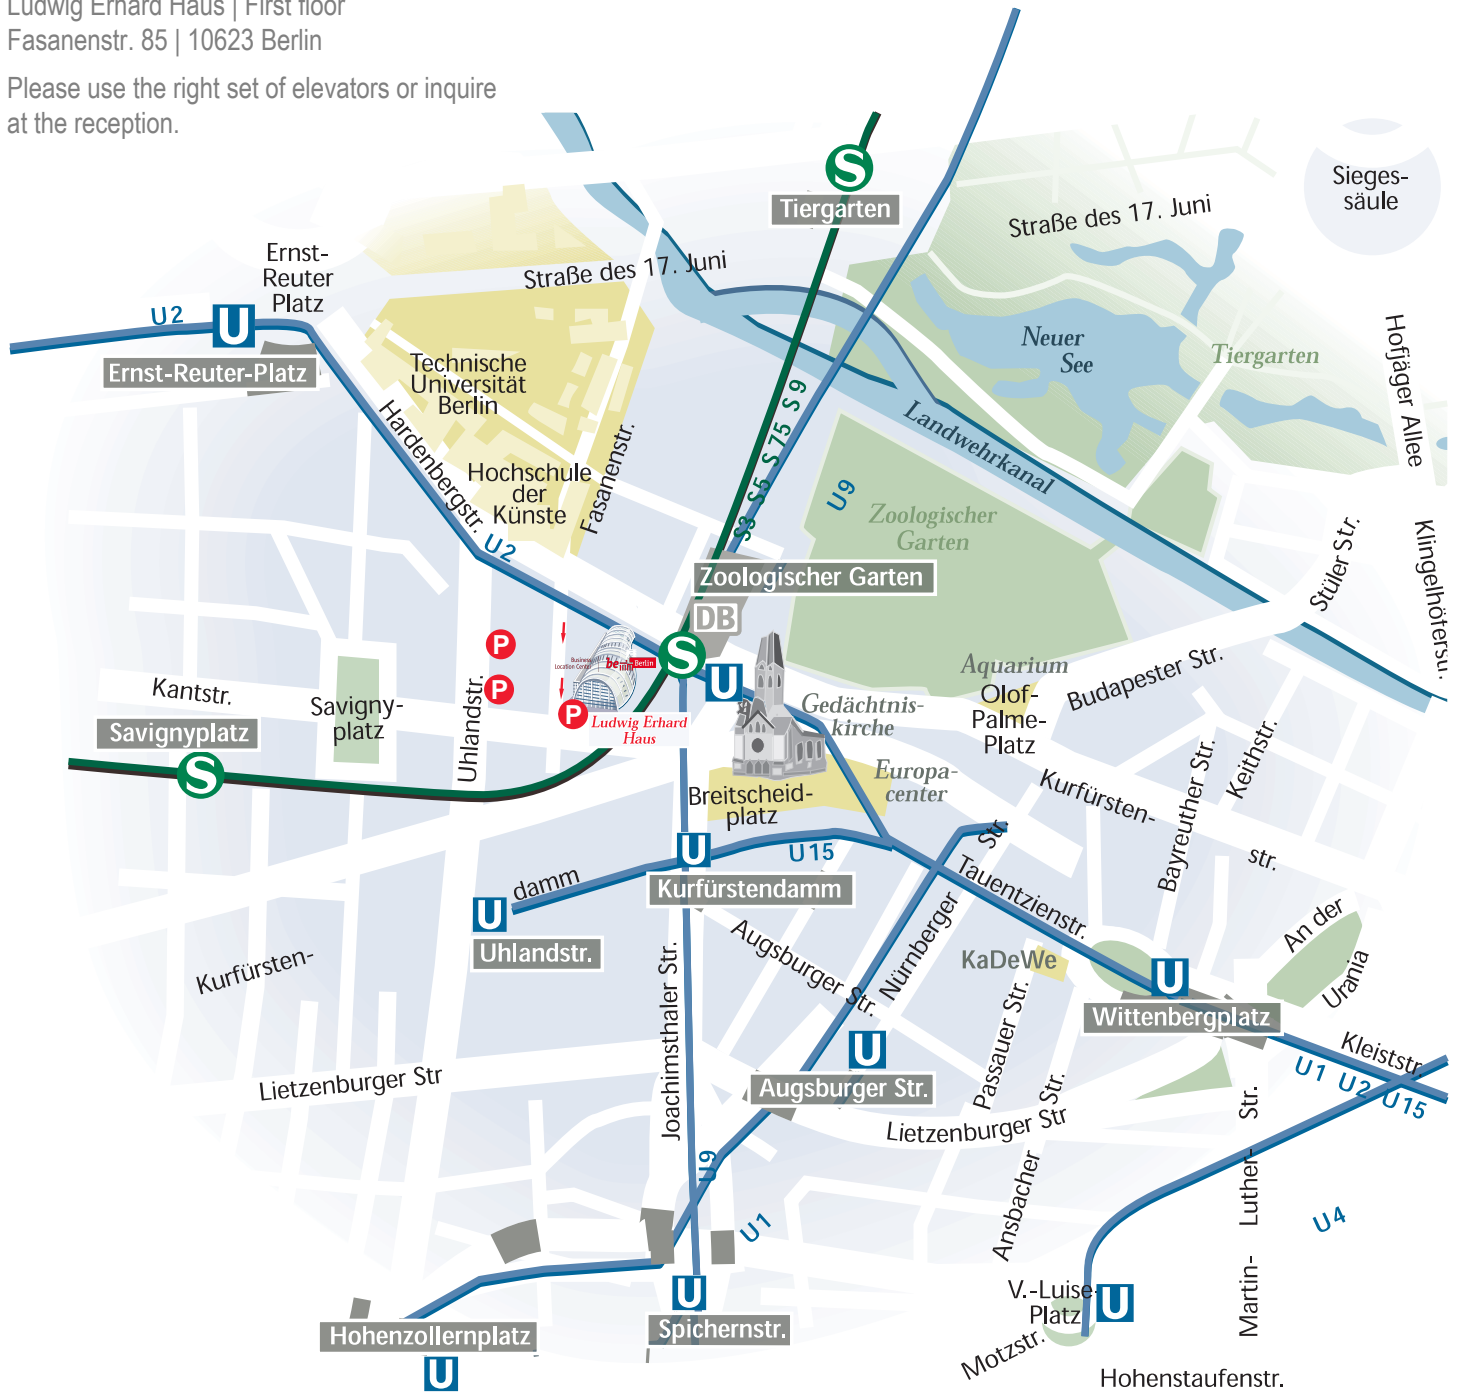 Ludwig Erhard Haus | First floor
Fasanenstr. 85 | 10623 Berlin
Please use the right set of elevators or inquire
at the reception.
S
Tiergarten
Sieges-
säule
Straße des 17. Juni
Ernst-
Reuter
Platz
Straße des 17. Juni
U2
U
Ernst-Reuter-Platz
Neuer
See
Tiergarten
Hofjäger Allee
Technische
Universität
Berlin
Hardenbergstr.
Fasanenstr.
S3 S5 S75 S9
Landwehrkanal
Hochschule
der
Künste
U9
Zoologischer
Garten
U2
Stüler Str.
Klingelhöferstr.
Zoologischer Garten
DB
P
Business
Location Center
be
Berlin
S
U
Aquarium
Olof-
Palme-
Platz
Budapester Str.
Kantstr.
Savigny-
platz
Uhlandstr.
P
P
Ludwig Erhard
Haus
Gedächtnis-
kirche
Savignyplatz
S
Breitscheid-
platz
Europa-
center
Kurfürsten-
str.
Bayreuther Str.
Keithstr.
U
U15
Str.
damm
Kurfürstendamm
Tauentzienstr.
U
Uhlandstr.
Kurfürsten-
Augsburger Str.
Nürnberger
KaDeWe
An der
Urania
U
Wittenbergplatz
Joachimsthaler Str.
Passauer Str.
U
Augsburger Str.
Kleiststr.
U1 U2 U15
Lietzenburger Str
Lietzenburger Str
Str.
Ansbacher
Str.
Luther-
Martin-
U9
U1
U4
U
Spichernstr.
V.-Luise-
Platz
U
Hohenzollernplatz
U
Motzstr.
Hohenstaufenstr.